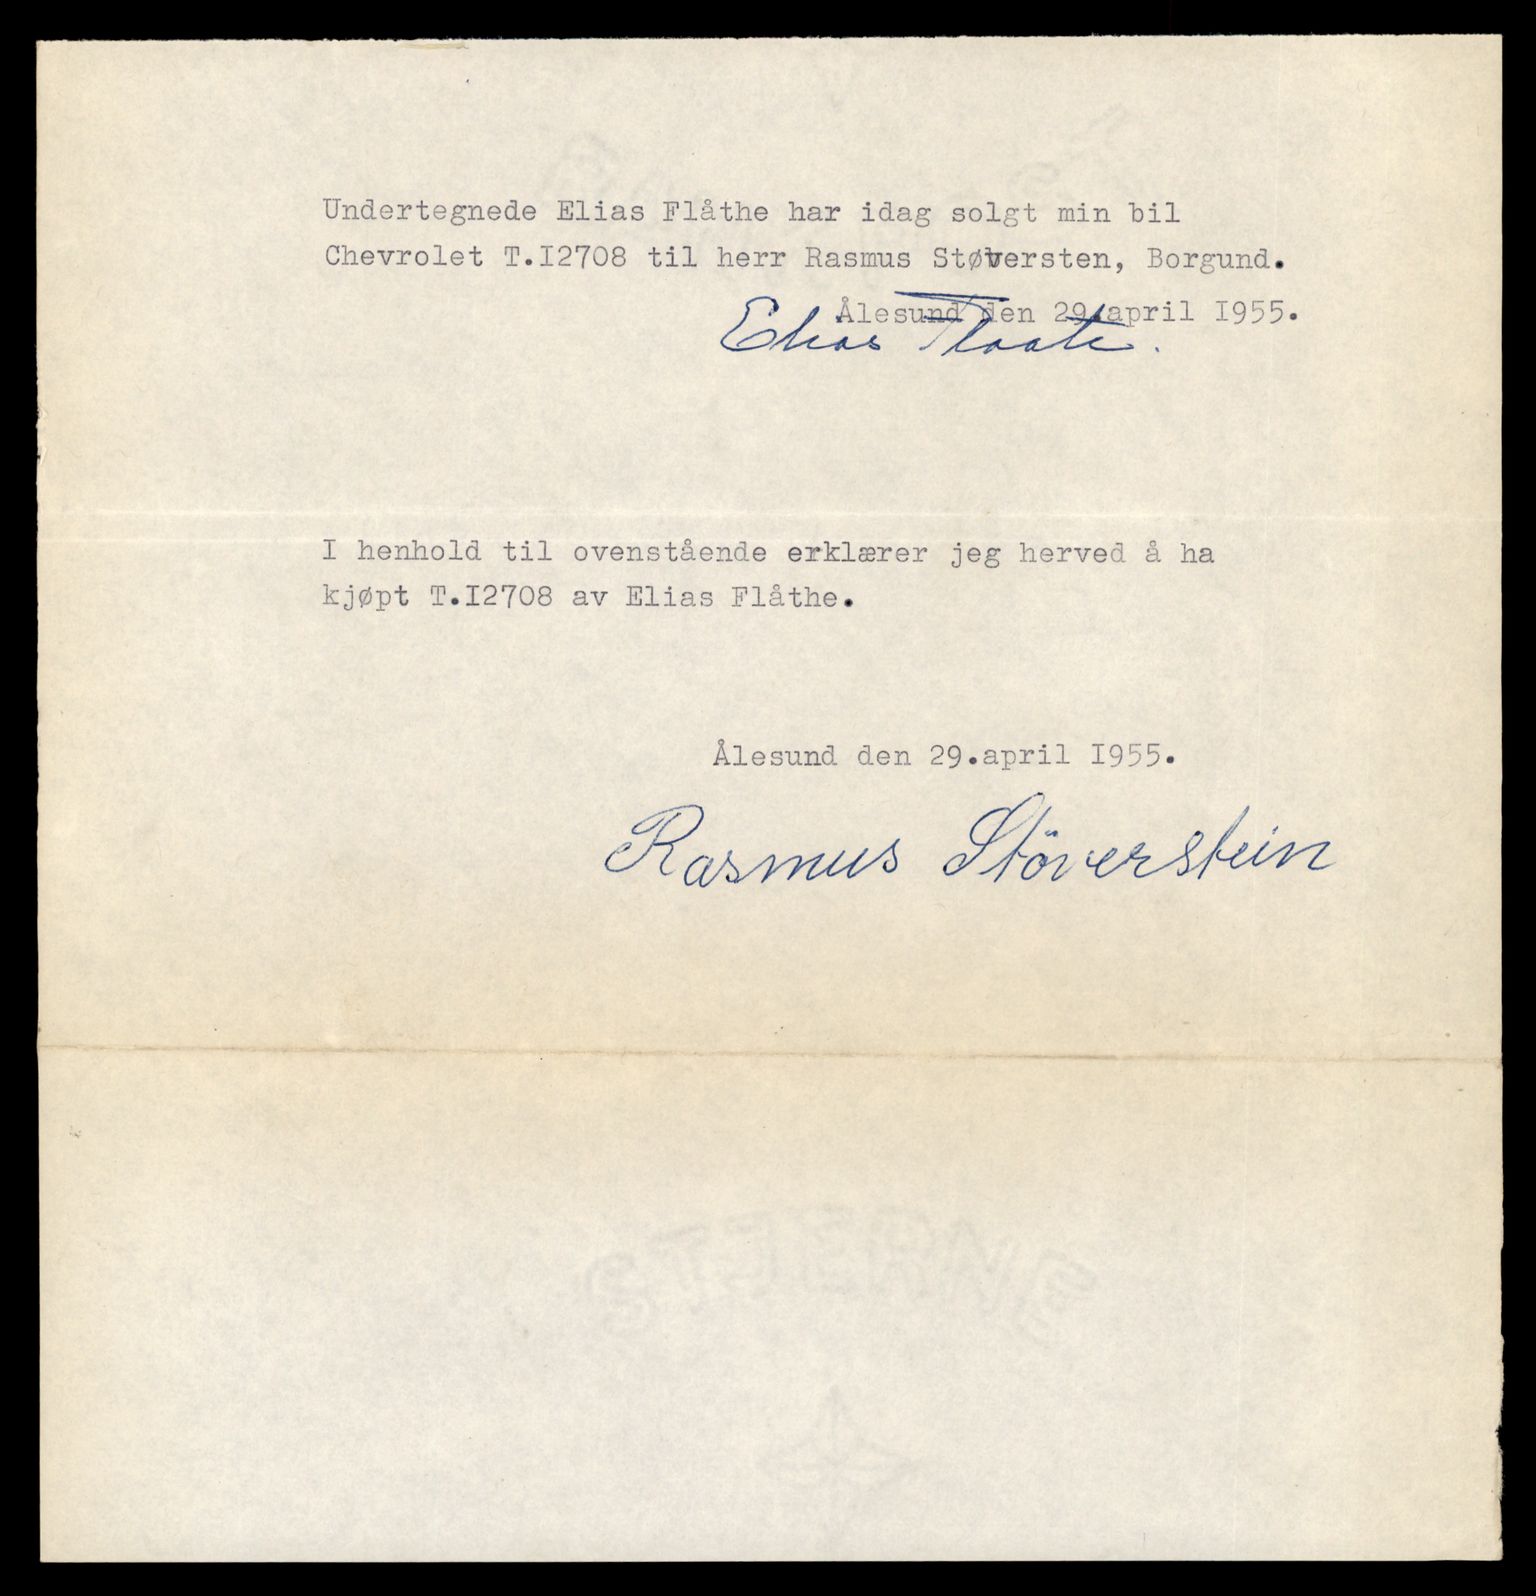 Undertegnede Elias Flåthe har idag solgt min bil
Chevrolet T.I2708 til herr Rasmus Støversten, Borgund.
Ålesund den 29.april I955.
Elias Flaate.
I henhold til ovenstående erklærer jeg herved å ha
kjøpt T.I2708 av Elias Flåthe.
Ålesund den 29.april I955.
Rasmus Störerstein